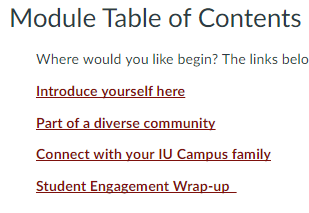 Module Table of Contents
Where would you like begin? The links belo
Introduce yourself here
Part of a diverse community
Connect with your IU Campus family
Student Engagement Wrap-up